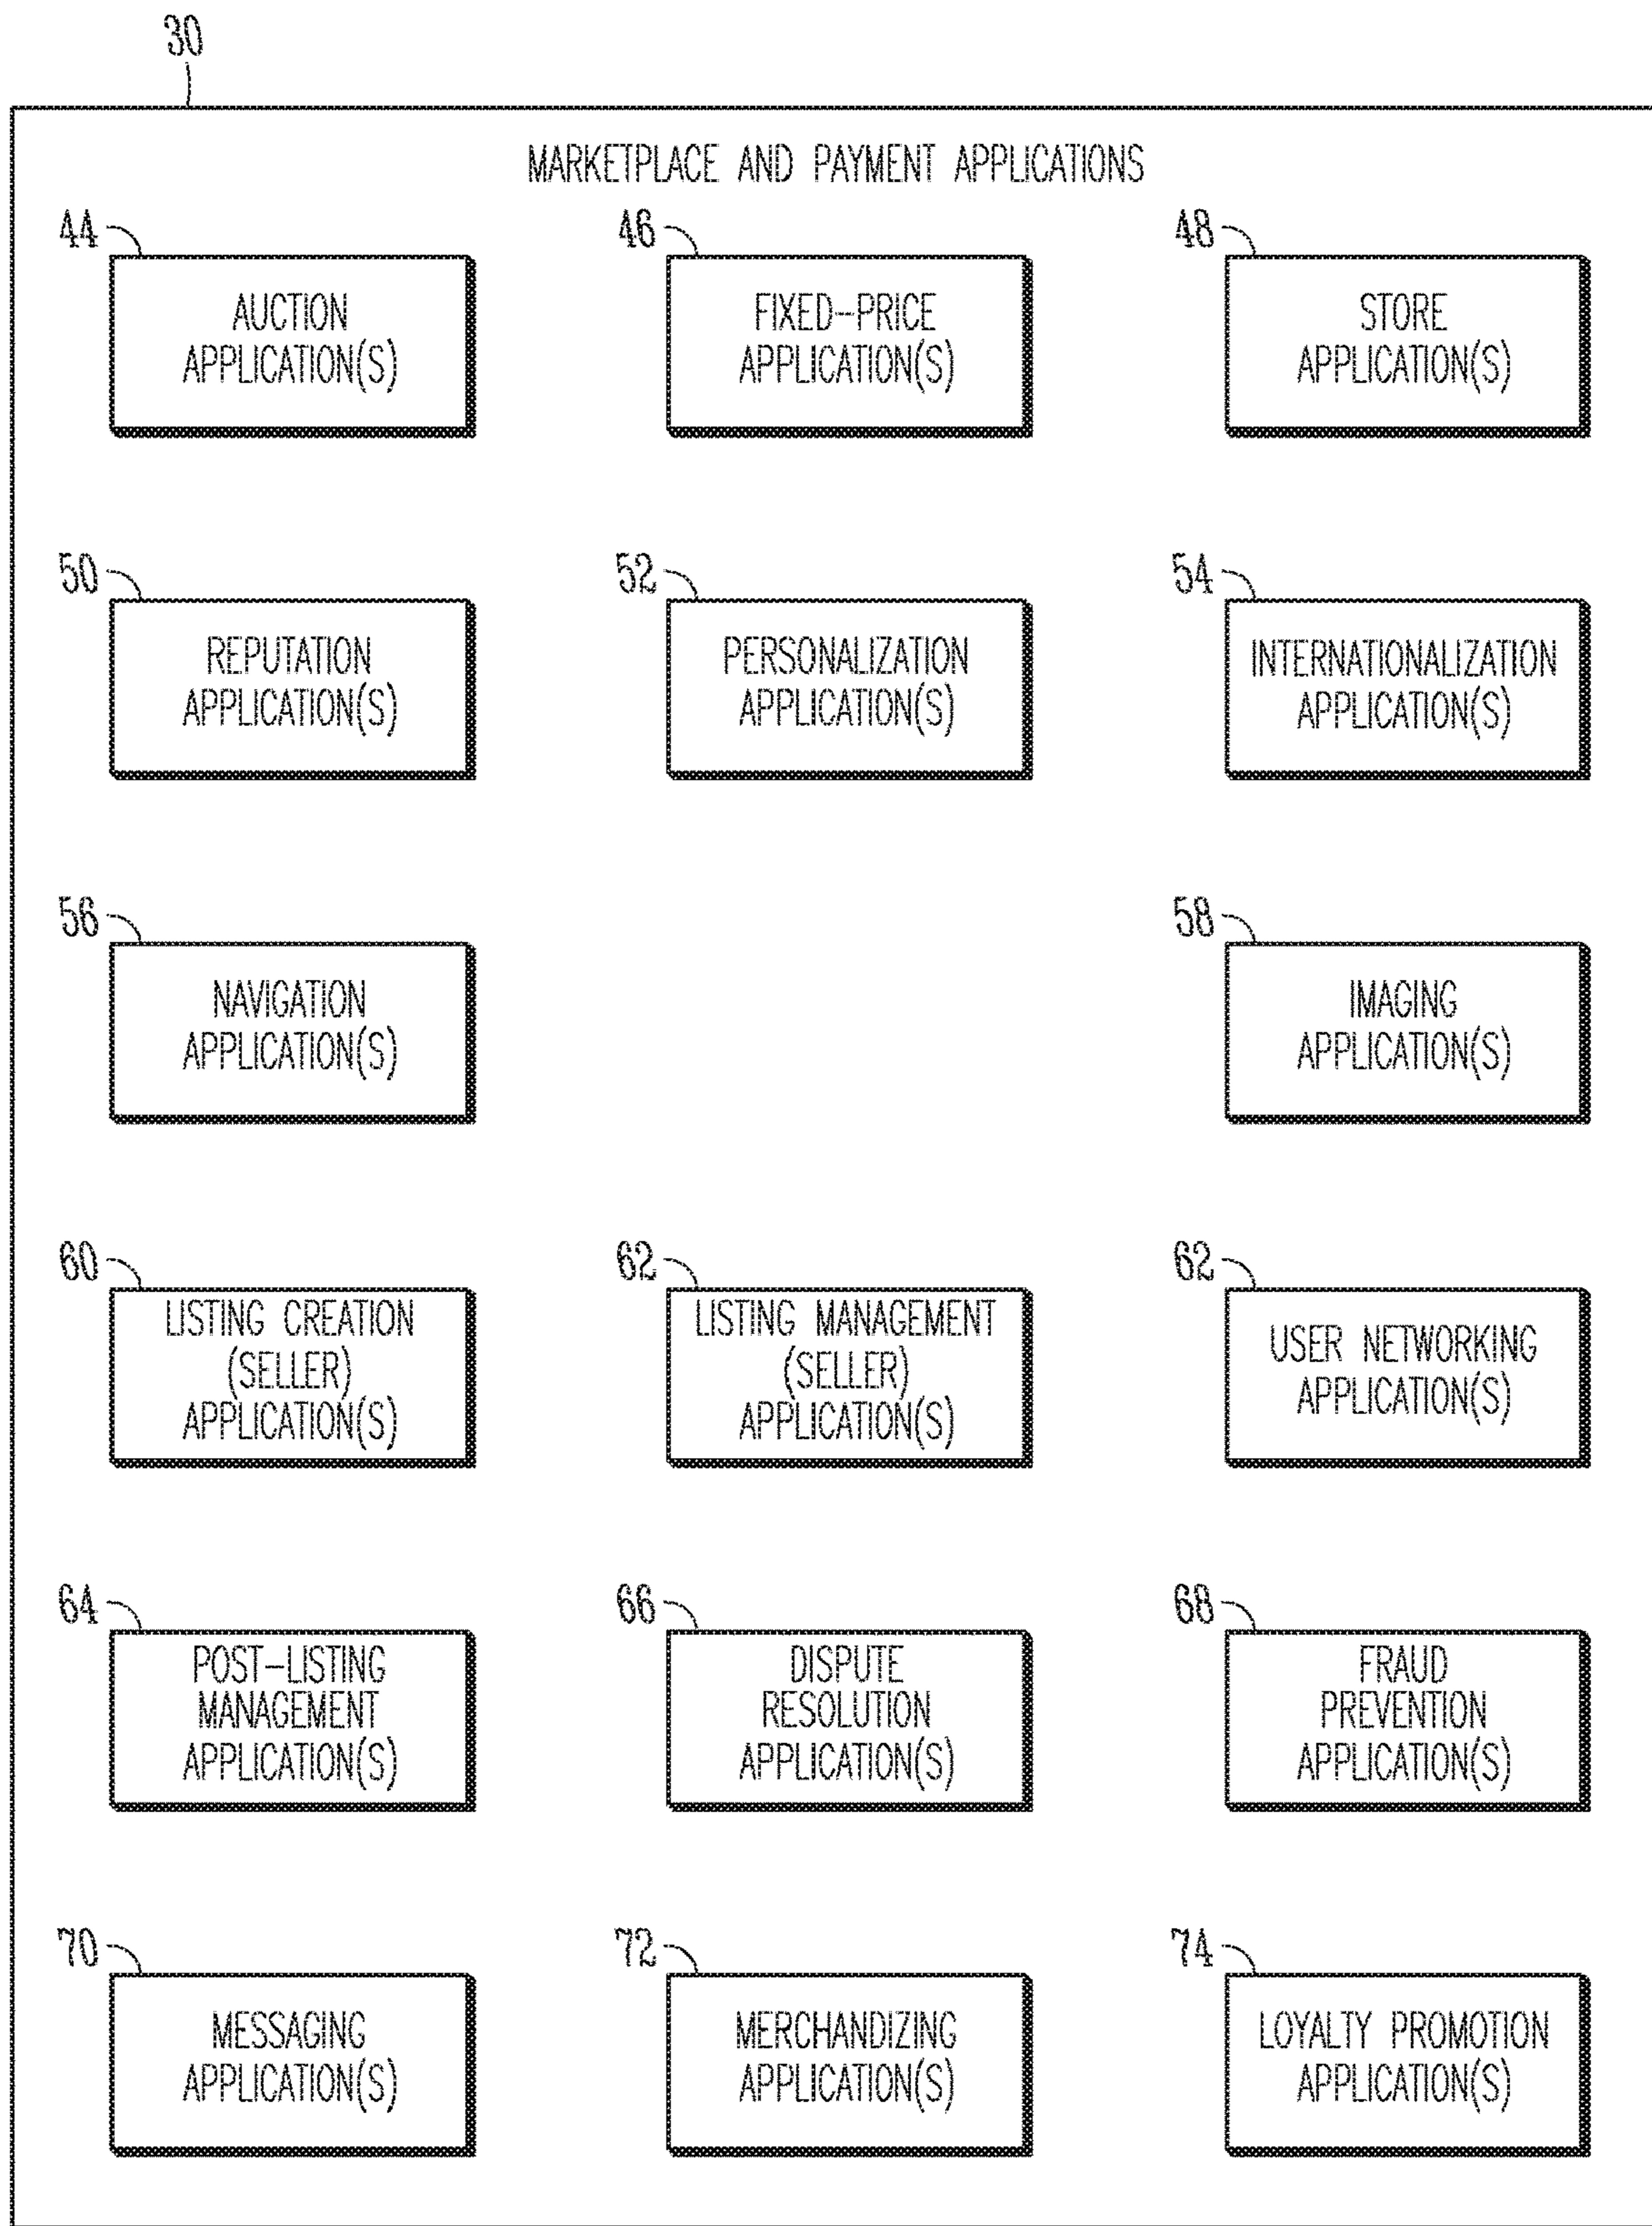 30
MARKETPLACE AND PAYMENT APPLICATIONS
44
AUCTION
APPLICATION(S)
46
FIXED-PRICE
APPLICATION(S)
48
STORE
APPLICATION(S)
50
REPUTATION
APPLICATION(S)
52
PERSONALIZATION
APPLICATION(S)
54
INTERNATIONALIZATION
APPLICATION(S)
56
NAVIGATION
APPLICATION(S)
58
IMAGING
APPLICATION(S)
60
LISTING CREATION
(SELLER)
APPLICATION(S)
62
LISTING MANAGEMENT
(SELLER)
APPLICATION(S)
62
USER NETWORKING
APPLICATION(S)
64
POST-LISTING
MANAGEMENT
APPLICATION(S)
66
DISPUTE
RESOLUTION
APPLICATION(S)
68
FRAUD
PREVENTION
APPLICATION(S)
70
MESSAGING
APPLICATION(S)
72
MERCHANDIZING
APPLICATION(S)
74
LOYALTY PROMOTION
APPLICATION(S)